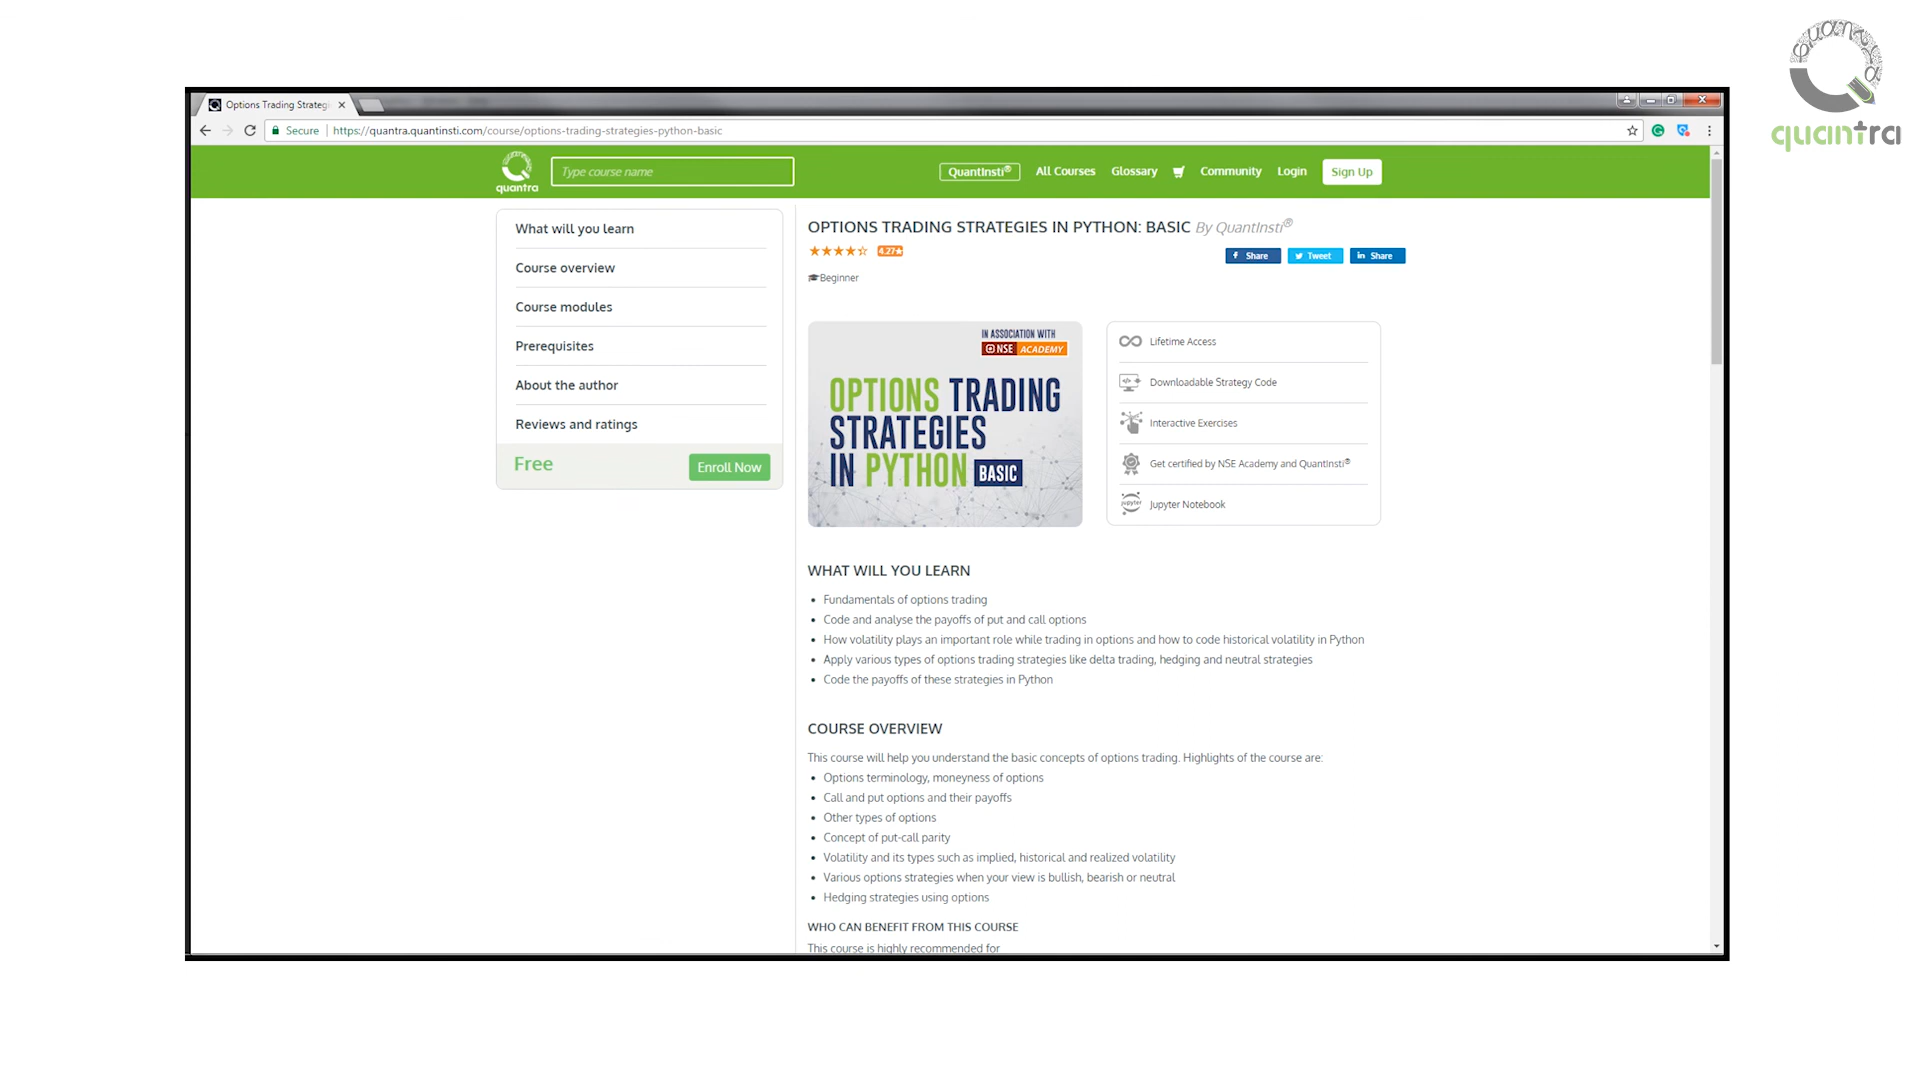 quantra
Options Trading Strateg
Secure
https://quantra.quantinsti.com/course/options-trading-strategies-python-basic
quantra
Type course name
QuantInsti®
All Courses
Glossary
Community
Login
Sign Up
What will you learn
Course overview
Course modules
Prerequisites
About the author
Reviews and ratings
Free
Enroll Now
OPTIONS TRADING STRATEGIES IN PYTHON: BASIC By QuantInsti®
4.27★
Share
Tweet
Share
Beginner
IN ASSOCIATION WITH
NSE ACADEMY
OPTIONS TRADING
STRATEGIES
IN PYTHON BASIC
Lifetime Access
Downloadable Strategy Code
Interactive Exercises
Get certified by NSE Academy and QuantInsti®
jupyter
Jupyter Notebook
WHAT WILL YOU LEARN
• Fundamentals of options trading
• Code and analyse the payoffs of put and call options
• How volatility plays an important role while trading in options and how to code historical volatility in Python
• Apply various types of options trading strategies like delta trading, hedging and neutral strategies
• Code the payoffs of these strategies in Python
COURSE OVERVIEW
This course will help you understand the basic concepts of options trading. Highlights of the course are:
• Options terminology, moneyness of options
• Call and put options and their payoffs
• Other types of options
• Concept of put-call parity
• Volatility and its types such as implied, historical and realized volatility
• Various options strategies when your view is bullish, bearish or neutral
• Hedging strategies using options
WHO CAN BENEFIT FROM THIS COURSE
This course is highly recommended for